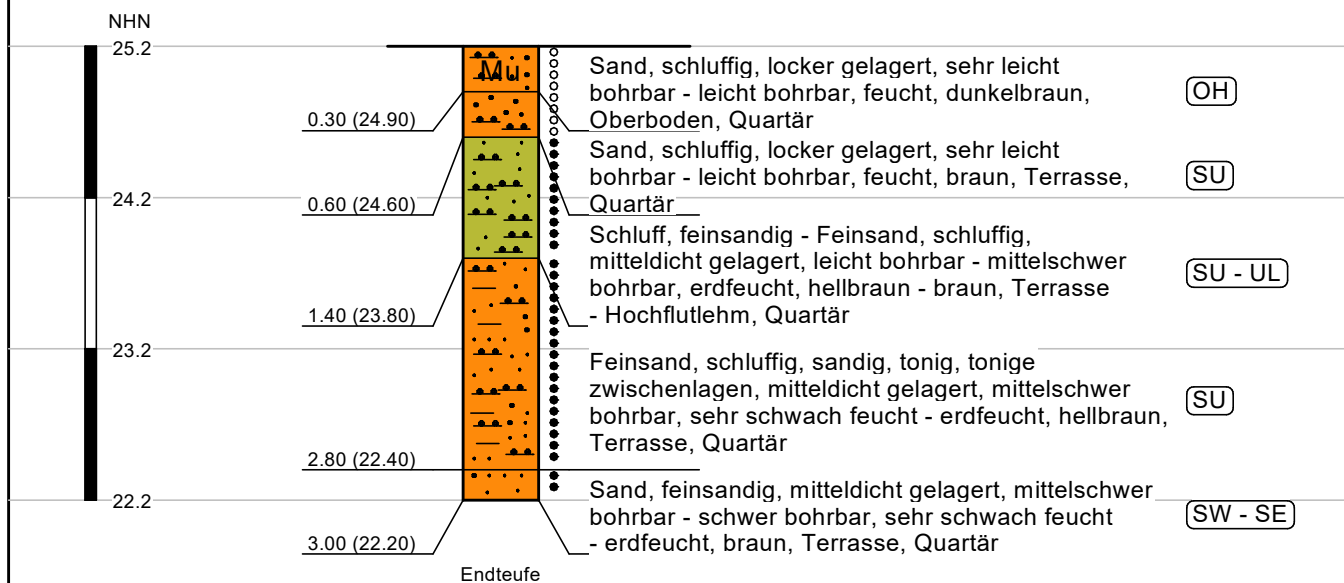 NHN
25.2
Mu
Sand, schluffig, locker gelagert, sehr leicht
bohrbar - leicht bohrbar, feucht, dunkelbraun,
Oberboden, Quartär
OH
0.30 (24.90)
Sand, schluffig, locker gelagert, sehr leicht
bohrbar - leicht bohrbar, feucht, braun, Terrasse,
Quartär
SU
24.2
0.60 (24.60)
Schluff, feinsandig - Feinsand, schluffig,
mitteldicht gelagert, leicht bohrbar - mittelschwer
bohrbar, erdfeucht, hellbraun - braun, Terrasse
- Hochflutlehm, Quartär
SU - UL
1.40 (23.80)
23.2
Feinsand, schluffig, sandig, tonig, tonige
zwischenlagen, mitteldicht gelagert, mittelschwer
bohrbar, sehr schwach feucht - erdfeucht, hellbraun,
Terrasse, Quartär
SU
2.80 (22.40)
22.2
Sand, feinsandig, mitteldicht gelagert, mittelschwer
bohrbar - schwer bohrbar, sehr schwach feucht
- erdfeucht, braun, Terrasse, Quartär
SW - SE
3.00 (22.20)
Endteufe